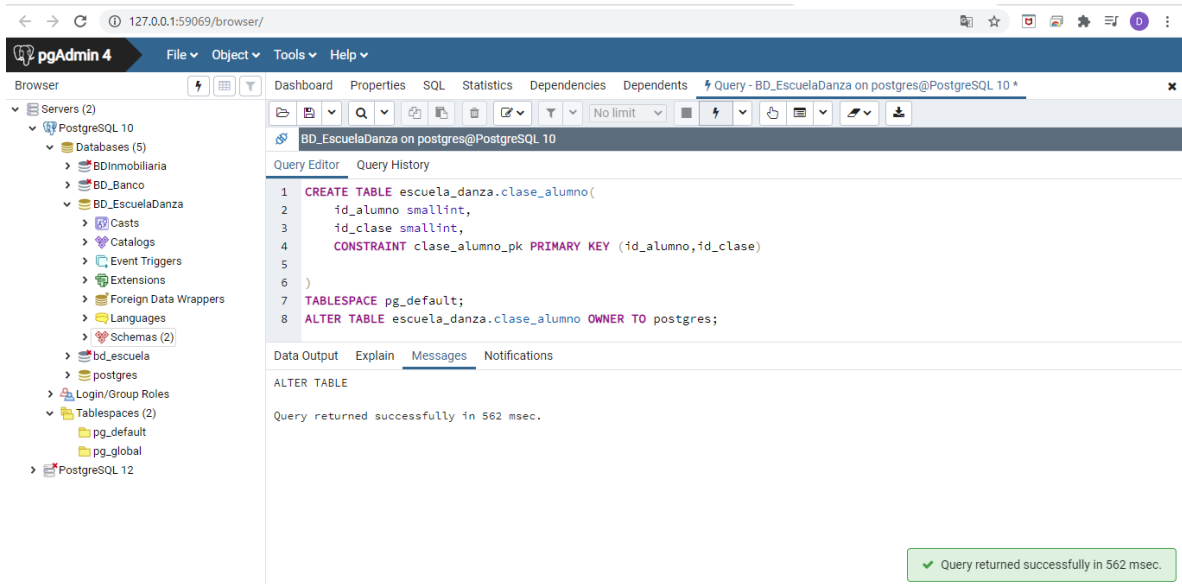 127.0.0.1:59069/browser/
D
pgAdmin 4
File Object Tools Help
Browser
Dashboard Properties SQL Statistics Dependencies Dependents Query - BD_EscuelaDanza on postgres@PostgreSQL 10 *
No limit
BD_EscuelaDanza on postgres@PostgreSQL 10
Servers (2)
PostgreSQL 10
Databases (5)
BDInmobiliaria
BD_Banco
BD_EscuelaDanza
Casts
Catalogs
Event Triggers
Extensions
Foreign Data Wrappers
Languages
Schemas (2)
bd_escuela
postgres
Login/Group Roles
Tablespaces (2)
pg_default
pg_global
PostgreSQL 12
Query Editor Query History
1 CREATE TABLE escuela_danza.clase_alumno(
2 id_alumno smallint,
3 id_clase smallint,
4 CONSTRAINT clase_alumno_pk PRIMARY KEY (id_alumno,id_clase)
5
6 )
7 TABLESPACE pg_default;
8 ALTER TABLE escuela_danza.clase_alumno OWNER TO postgres;
Data Output Explain Messages Notifications
ALTER TABLE
Query returned successfully in 562 msec.
Query returned successfully in 562 msec.